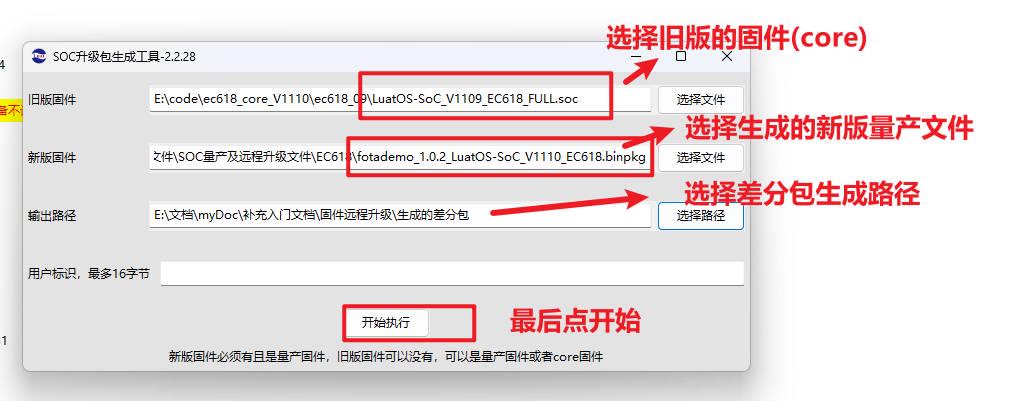 选择旧版的固件(core)
4
SOC升级包生成工具-2.2.28
旧版固件
E:\code\ec618_core_V1110\ec618_09\LuatOS-SoC_V1109_EC618_FULL.soc
选择文件
选择生成的新版量产文件
新版固件
文件\SOC量产及远程升级文件\EC618\fotademo_1.0.2_LuatOS-SoC_V1110_EC618.binpkg
选择文件
选择差分包生成路径
输出路径
E:\文档\myDoc\补充入门文档\固件远程升级\生成的差分包
选择路径
用户标识，最多16字节
开始执行
最后点开始
新版固件必须有且是量产固件，旧版固件可以没有，可以是量产固件或者core固件